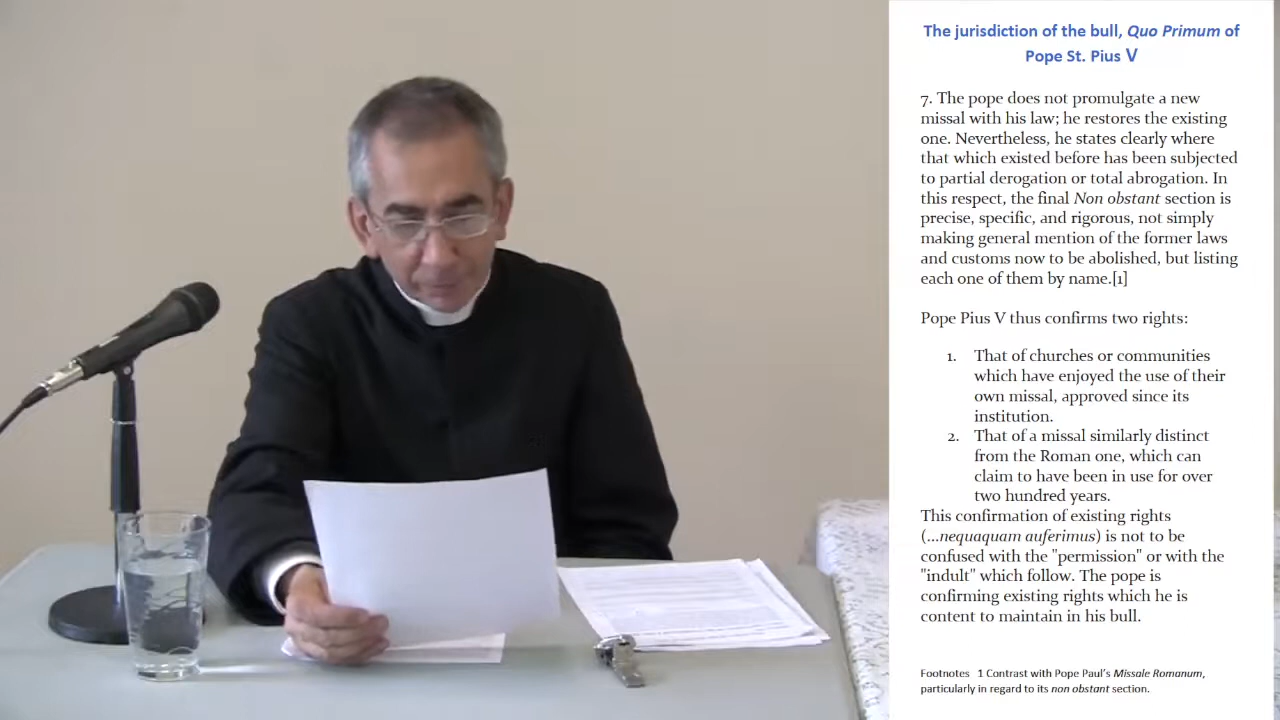 The jurisdiction of the bull, Quo Primum of
Pope St. Pius V
7. The pope does not promulgate a new
missal with his law; he restores the existing
one. Nevertheless, he states clearly where
that which existed before has been subjected
to partial derogation or total abrogation. In
this respect, the final Non obstant section is
precise, specific, and rigorous, not simply
making general mention of the former laws
and customs now to be abolished, but listing
each one of them by name.[1]
Pope Pius V thus confirms two rights:
1. That of churches or communities
which have enjoyed the use of their
own missal, approved since its
institution.
2. That of a missal similarly distinct
from the Roman one, which can
claim to have been in use for over
two hundred years.
This confirmation of existing rights
(...nequaquam auferimus) is not to be
confused with the "permission" or with the
"indult" which follow. The pope is
confirming existing rights which he is
content to maintain in his bull.
Footnotes 1 Contrast with Pope Paul's Missale Romanum,
particularly in regard to its non obstant section.